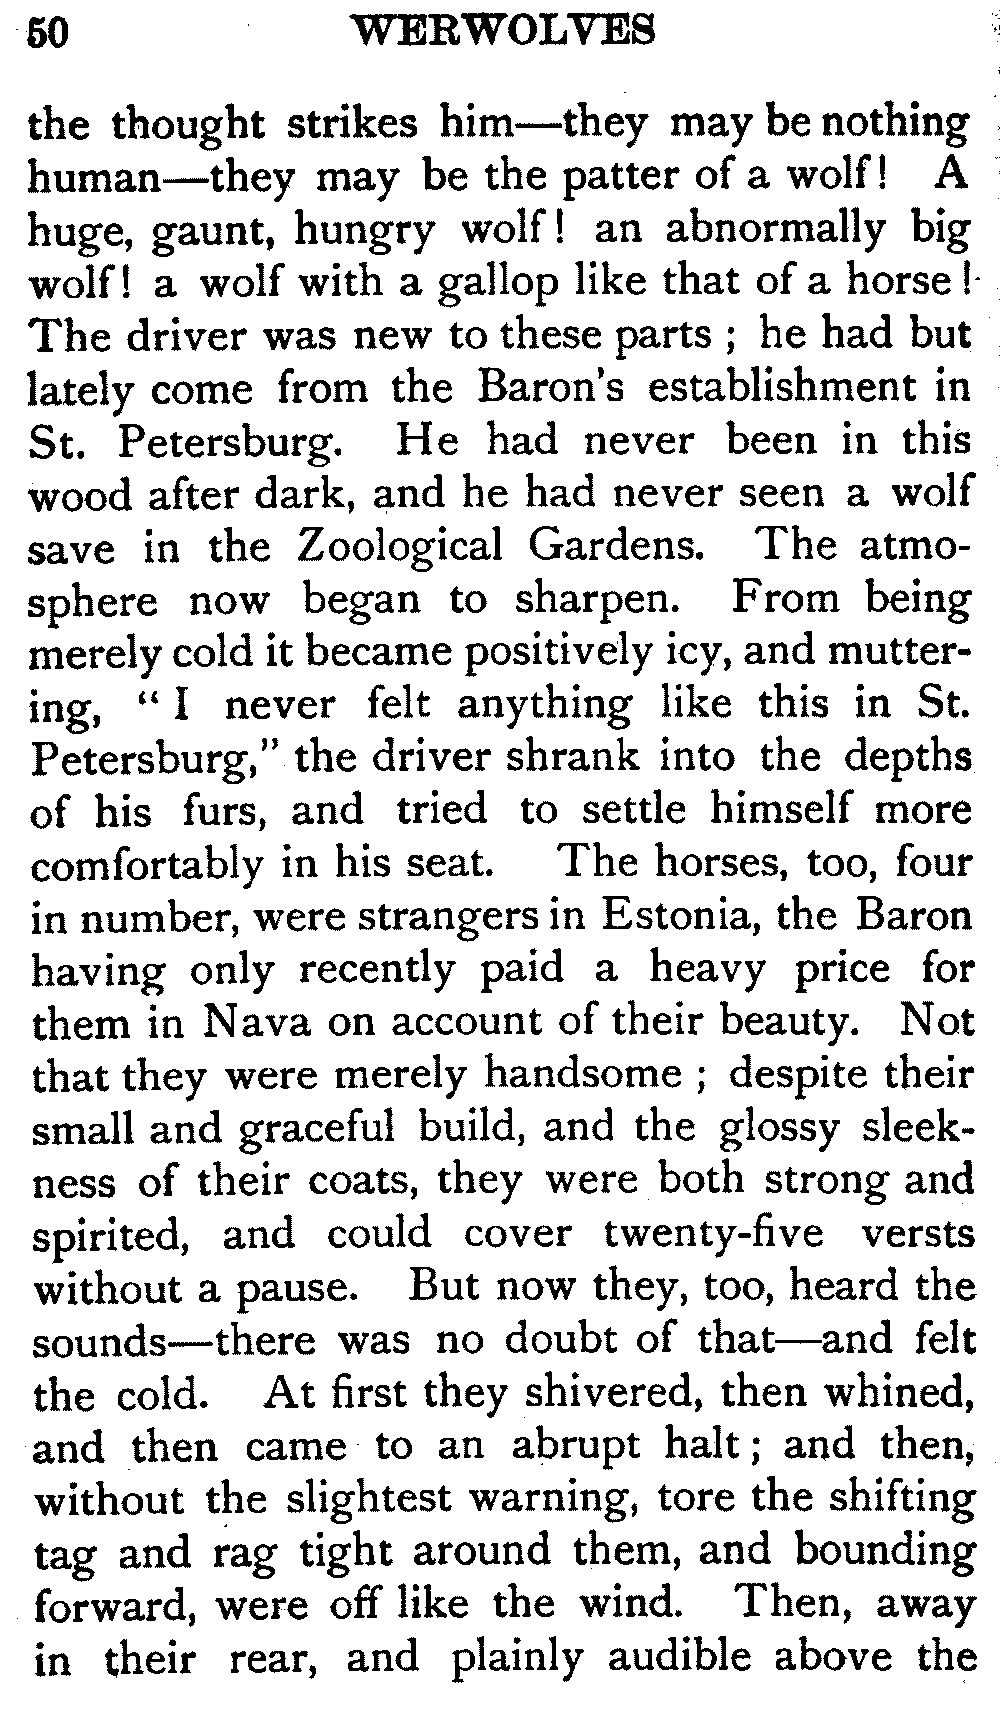 50 WERWOLVES
the thought strikes him—they may be nothing
human—they may be the patter of a wolf! A
huge, gaunt, hungry wolf! an abnormally big
wolf! a wolf with a gallop like that of a horse!
The driver was new to these parts; he had but
lately come from the Baron's establishment in
St. Petersburg. He had never been in this
wood after dark, and he had never seen a wolf
save in the Zoological Gardens. The atmo-
sphere now began to sharpen. From being
merely cold it became positively icy, and mutter-
ing, "I never felt anything like this in St.
Petersburg," the driver shrank into the depths
of his furs, and tried to settle himself more
comfortably in his seat. The horses, too, four
in number, were strangers in Estonia, the Baron
having only recently paid a heavy price for
them in Nava on account of their beauty. Not
that they were merely handsome; despite their
small and graceful build, and the glossy sleek-
ness of their coats, they were both strong and
spirited, and could cover twenty-five versts
without a pause. But now they, too, heard the
sounds—there was no doubt of that—and felt
the cold. At first they shivered, then whined,
and then came to an abrupt halt; and then,
without the slightest warning, tore the shifting
tag and rag tight around them, and bounding
forward, were off like the wind. Then, away
in their rear, and plainly audible above the